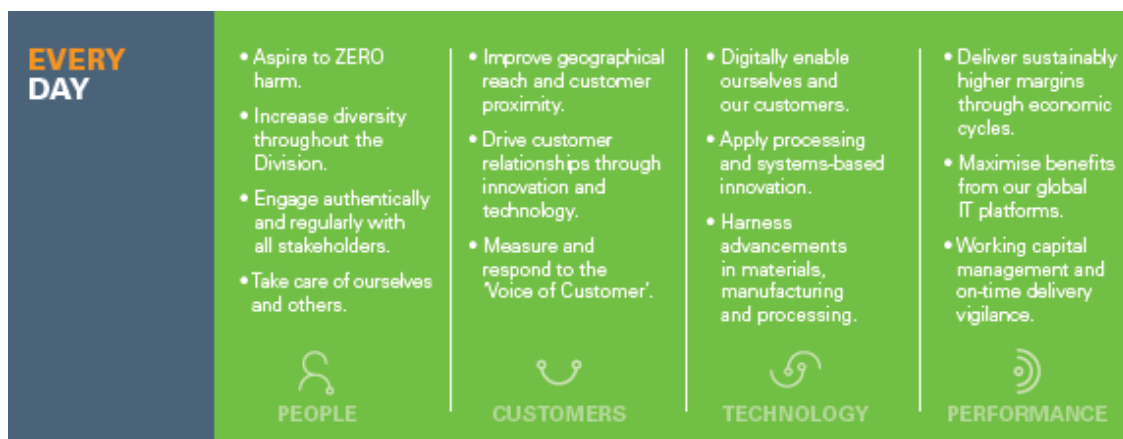 EVERY
DAY
• Aspire to ZERO
harm.
• Increase diversity
throughout the
Division.
• Engage authentically
and regularly with
all stakeholders.
• Take care of ourselves
and others.
PEOPLE
• Improve geographical
reach and customer
proximity.
• Drive customer
relationships through
innovation and
technology.
• Measure and
respond to the
‘Voice of Customer’.
CUSTOMERS
• Digitally enable
ourselves and
our customers.
• Apply processing
and systems-based
innovation.
• Harness
advancements
in materials,
manufacturing
and processing.
TECHNOLOGY
• Deliver sustainably
higher margins
through economic
cycles.
• Maximise benefits
from our global
IT platforms.
• Working capital
management and
on-time delivery
vigilance.
PERFORMANCE